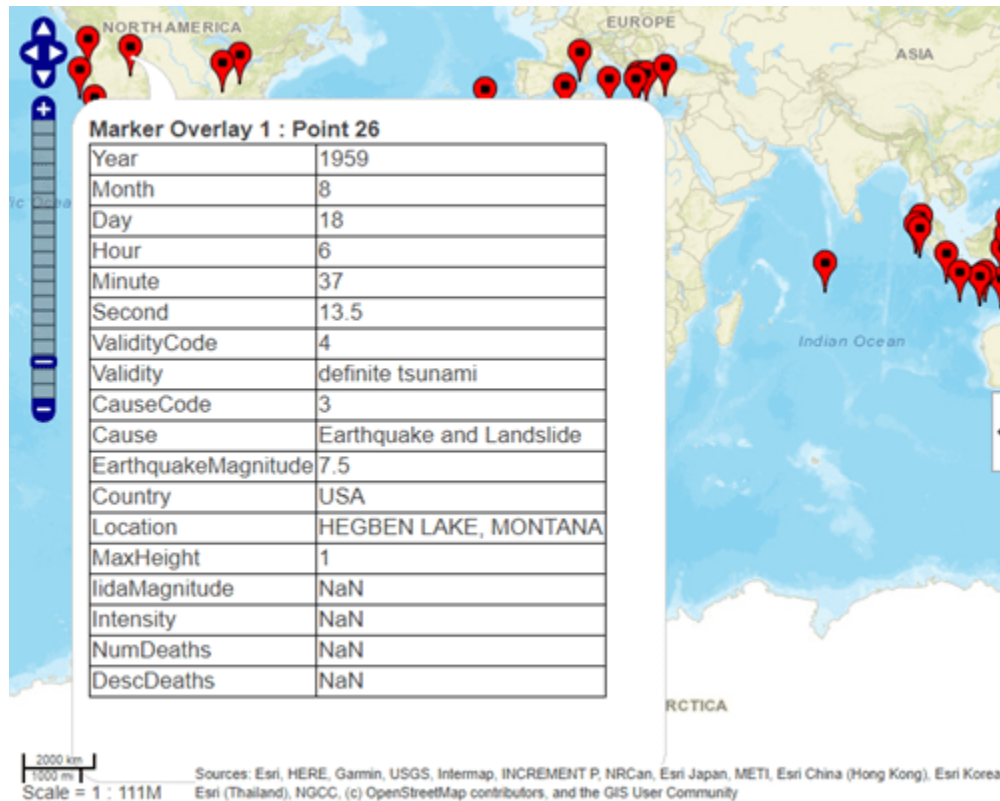 NORTH AMERICA
EUROPE
ASIA
Marker Overlay 1 : Point 26
Year 1959
Month 8
Day 18
Hour 6
Minute 37
Second 13.5
ValidityCode 4
Validity definite tsunami
CauseCode 3
Cause Earthquake and Landslide
EarthquakeMagnitude 7.5
Country USA
Location HEGBEN LAKE, MONTANA
MaxHeight 1
IidaMagnitude NaN
Intensity NaN
NumDeaths NaN
DescDeaths NaN
Indian Ocean
RCTICA
2000 km
1000 mi
Scale = 1 : 111M
Sources: Esri, HERE, Garmin, USGS, Intermap, INCREMENT P, NRCan, Esri Japan, METI, Esri China (Hong Kong), Esri Korea
Esri (Thailand), NGCC, (c) OpenStreetMap contributors, and the GIS User Community